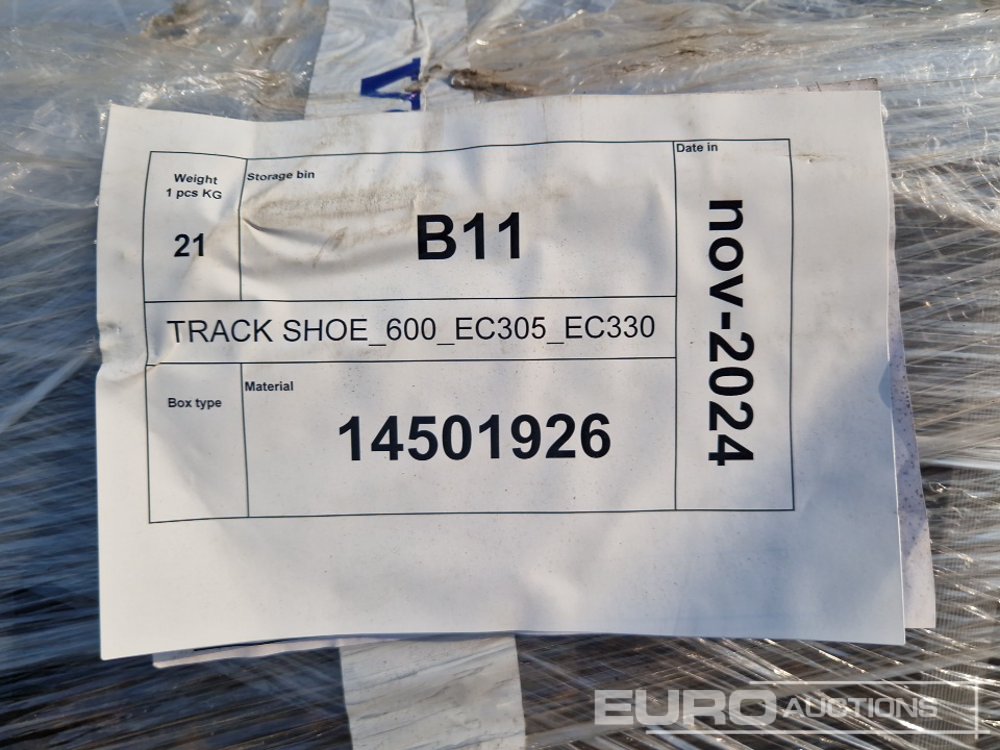 Weight
1 pcs KG
21
Storage bin
B11
Date in
nov-2024
TRACK SHOE_600_EC305_EC330
Box type
Material
14501926
EURO AUCTIONS